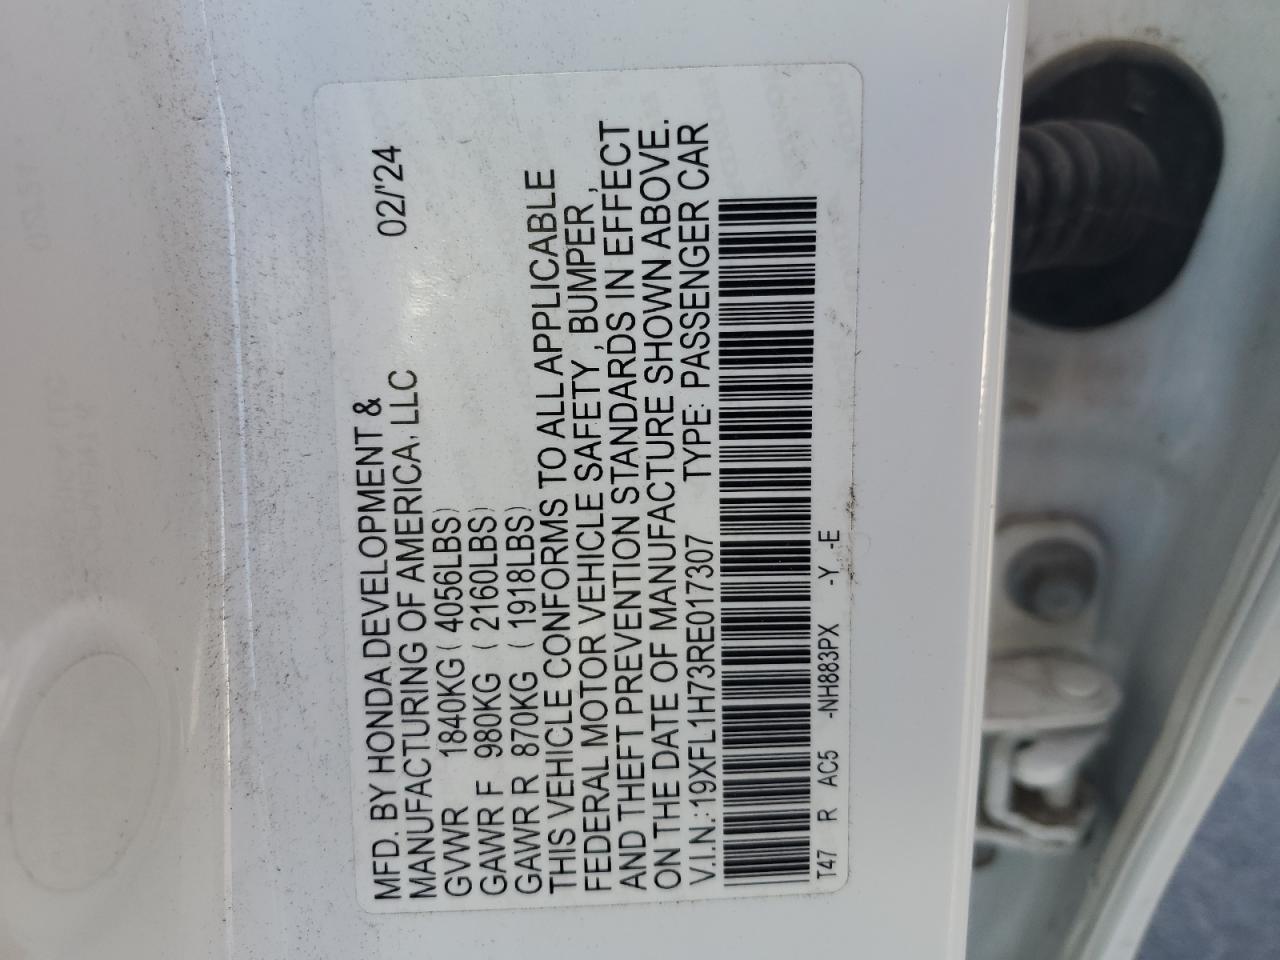 MFD. BY HONDA DEVELOPMENT & 02/'24
MANUFACTURING OF AMERICA, LLC
GVWR 1840KG ( 4056LBS)
GAWR F 980KG ( 2160LBS)
GAWR R 870KG ( 1918LBS)
THIS VEHICLE CONFORMS TO ALL APPLICABLE
FEDERAL MOTOR VEHICLE SAFETY , BUMPER ,
AND THEFT PREVENTION STANDARDS IN EFFECT
ON THE DATE OF MANUFACTURE SHOWN ABOVE.
V.I.N.:19XFL1H73RE017307 TYPE: PASSENGER CAR
T47 R AC5 -NH883PX -Y -E